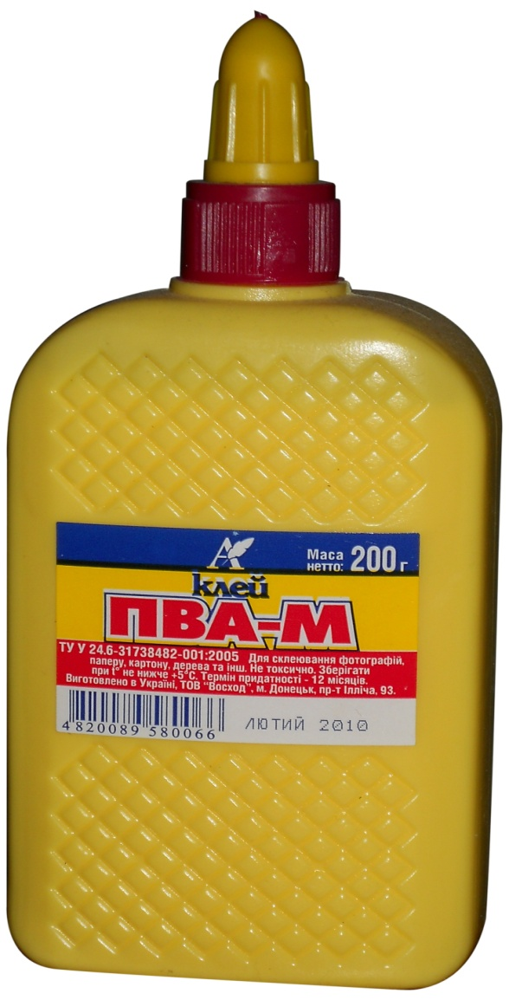 А
Маса
нетто: 200 г
клей
ПВА-М
ТУ У 24.6-31738482-001:2005 Для склеювання фотографій,
паперу, картону, дерева та інш. Не токсично. Зберігати
при t° не нижче +5°С. Термін придатності - 12 місяців.
Виготовлено в Україні, ТОВ "Восход", м. Донецьк, пр-т Ілліча, 93.
ЛЮТИЙ 2010
4 820089 580066